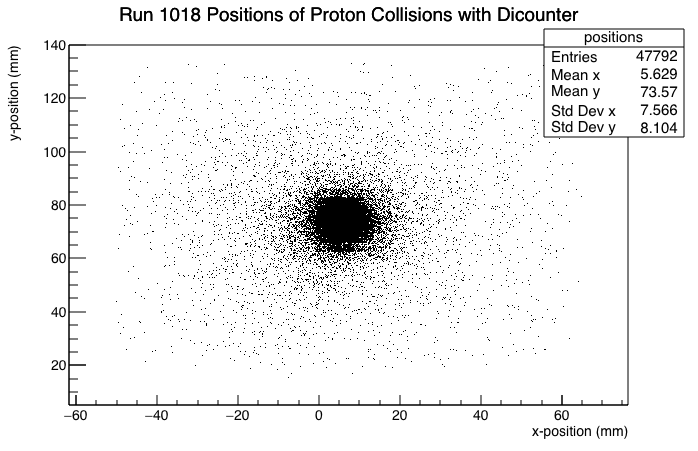 Run 1018 Positions of Proton Collisions with Dicounter
positions
Entries 47792
Mean x 5.629
Mean y 73.57
Std Dev x 7.566
Std Dev y 8.104
y-position (mm)
140
120
100
80
60
40
20
−60 −40 −20 0 20 40 60
x-position (mm)